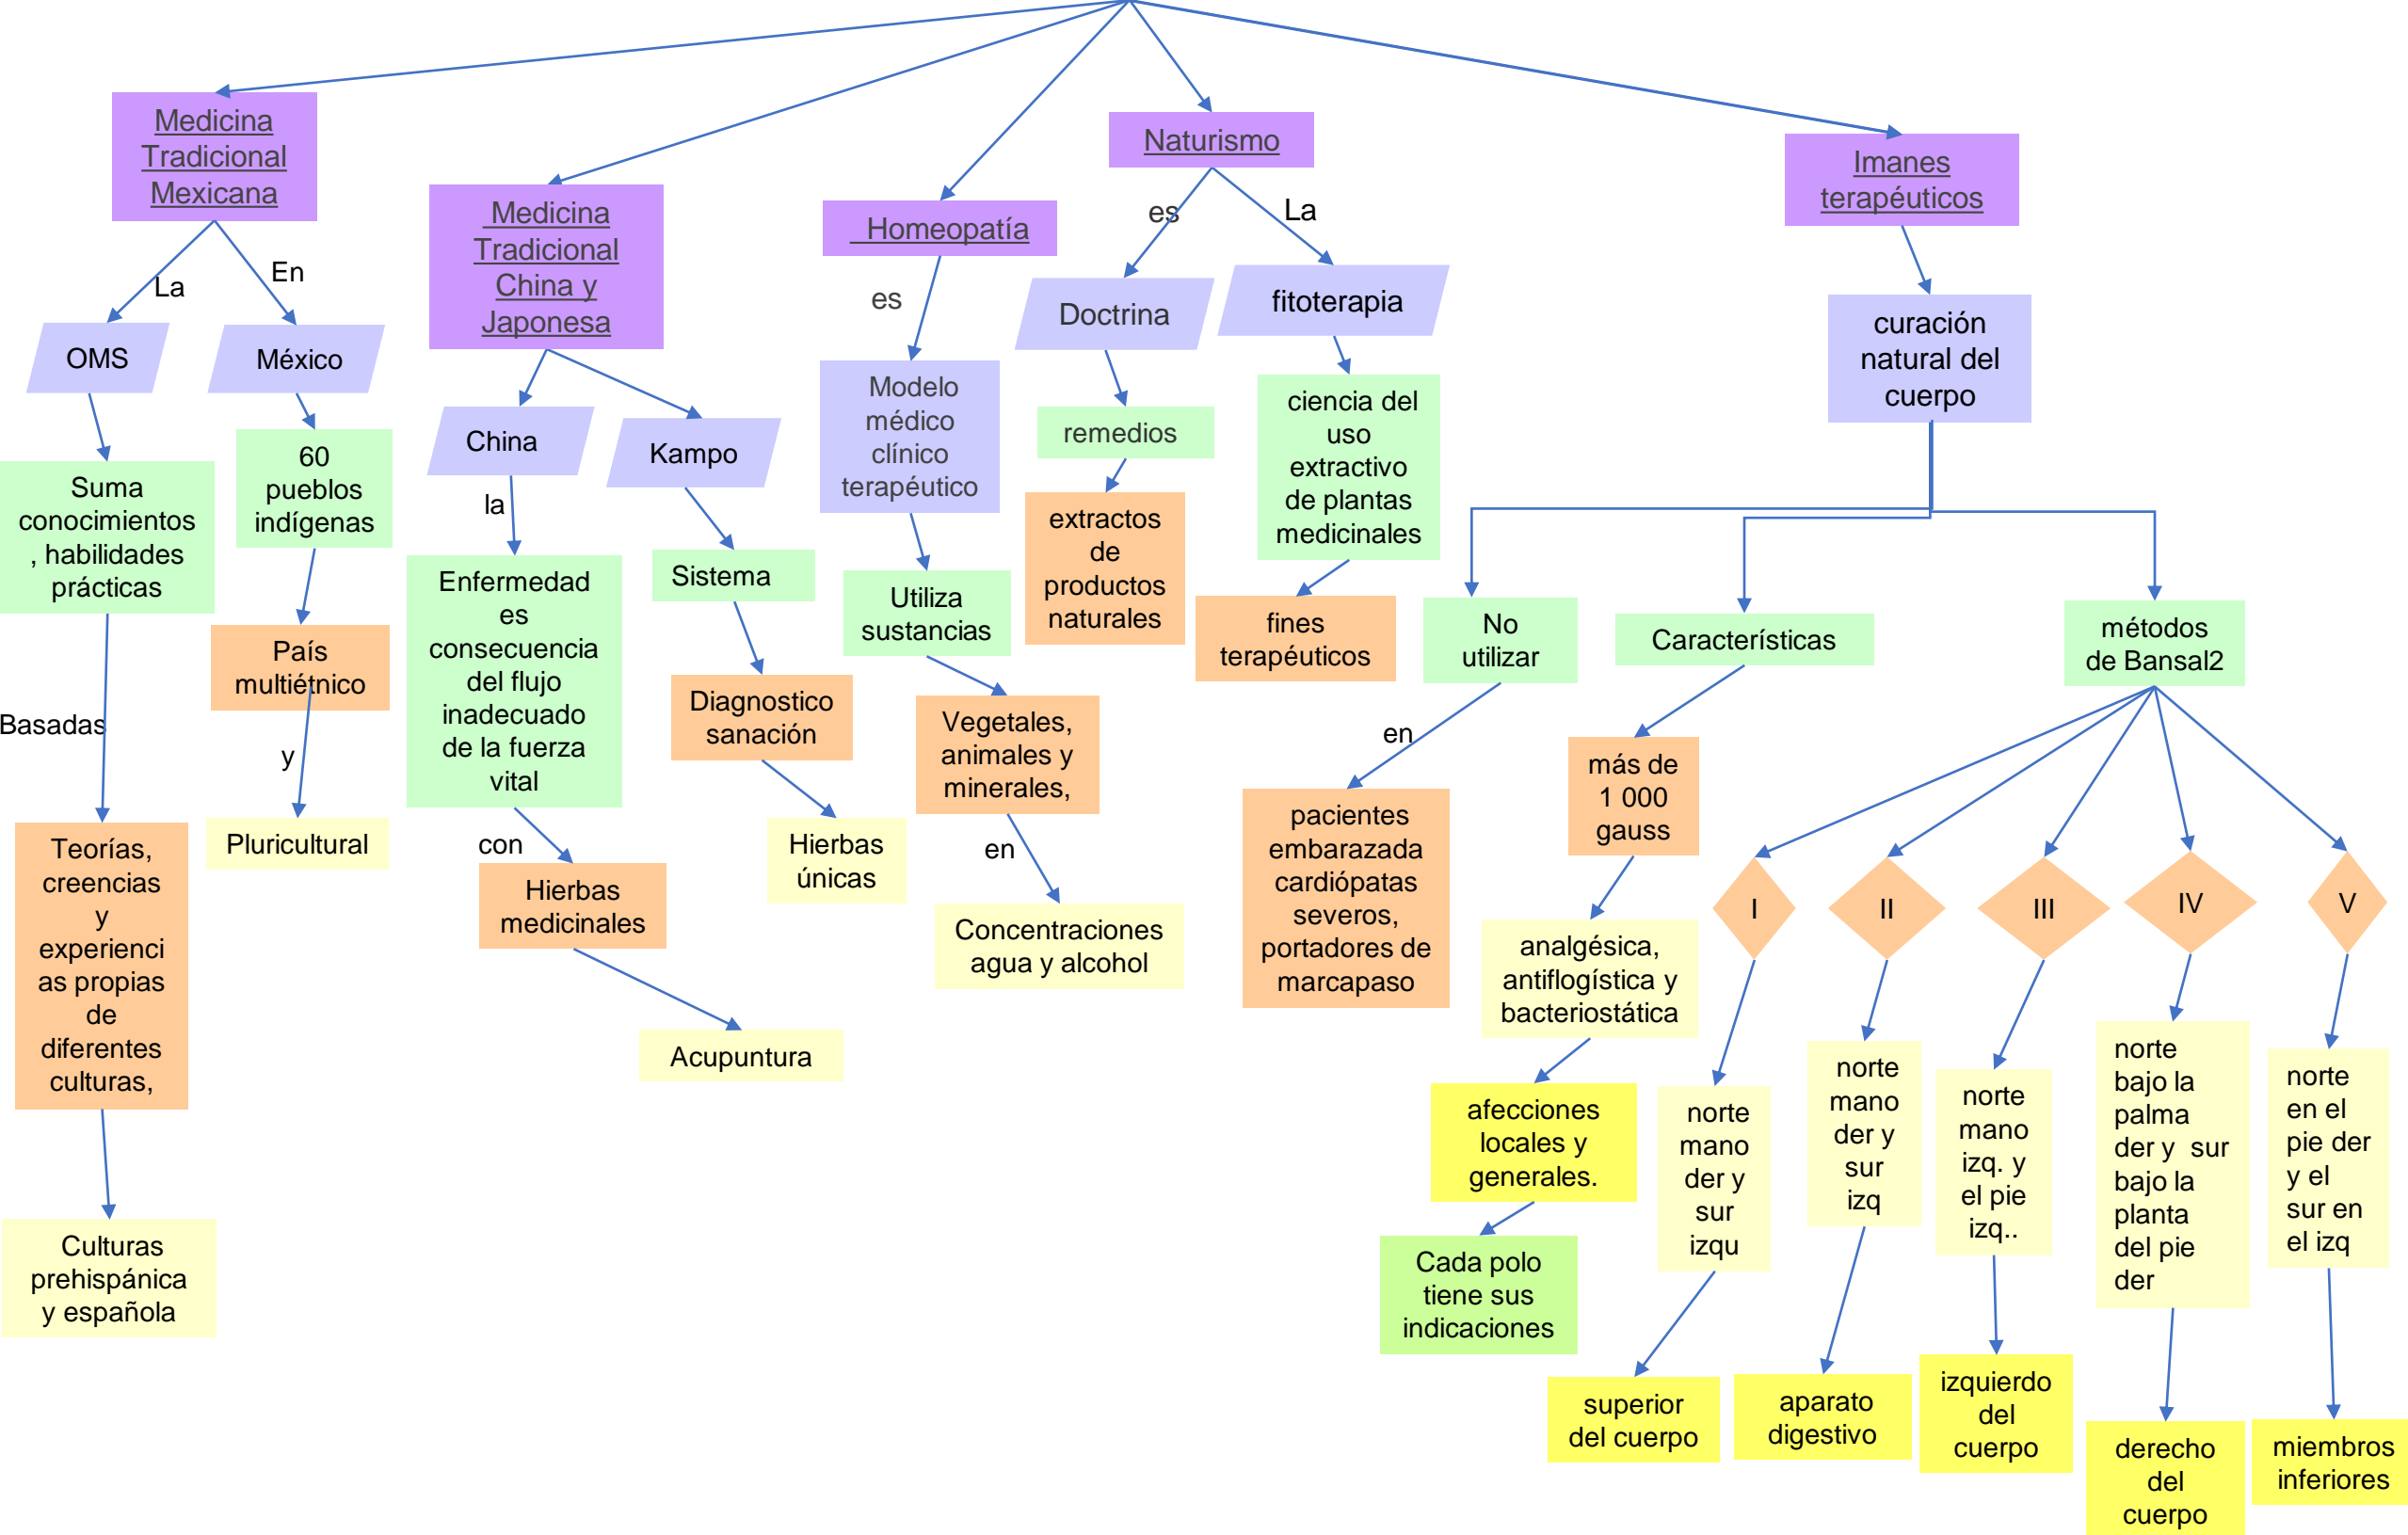 Medicina
Tradicional
Mexicana
La
En
OMS
México
Suma
conocimientos
, habilidades
prácticas
60
pueblos
indígenas
País
multiétnico
Basadas
y
Teorías,
creencias
y
experienci
as propias
de
diferentes
culturas,
Pluricultural
Culturas
prehispánica
y española
Medicina
Tradicional
China y
Japonesa
China
Kampo
la
Enfermedad
es
consecuencia
del flujo
inadecuado
de la fuerza
vital
Sistema
Diagnostico
sanación
con
Hierbas
medicinales
Hierbas
únicas
Acupuntura
Homeopatía
es
Modelo
médico
clínico
terapéutico
Utiliza
sustancias
Vegetales,
animales y
minerales,
en
Concentraciones
agua y alcohol
Naturismo
es
La
Doctrina
fitoterapia
remedios
extractos
de
productos
naturales
ciencia del
uso
extractivo
de plantas
medicinales
fines
terapéuticos
Imanes
terapéuticos
curación
natural del
cuerpo
No
utilizar
en
pacientes
embarazada
cardiópatas
severos,
portadores de
marcapaso
Características
más de
1 000
gauss
analgésica,
antiflogística y
bacteriostática
afecciones
locales y
generales.
Cada polo
tiene sus
indicaciones
métodos
de Bansal2
I
II
III
IV
V
norte
mano
der y
sur
izqu
norte
mano
der y
sur
izq
norte
mano
izq. y
el pie
izq..
norte
bajo la
palma
der y  sur
bajo la
planta
del pie
der
norte
en el
pie der
y el
sur en
el izq
superior
del cuerpo
aparato
digestivo
izquierdo
del
cuerpo
derecho
del
cuerpo
miembros
inferiores